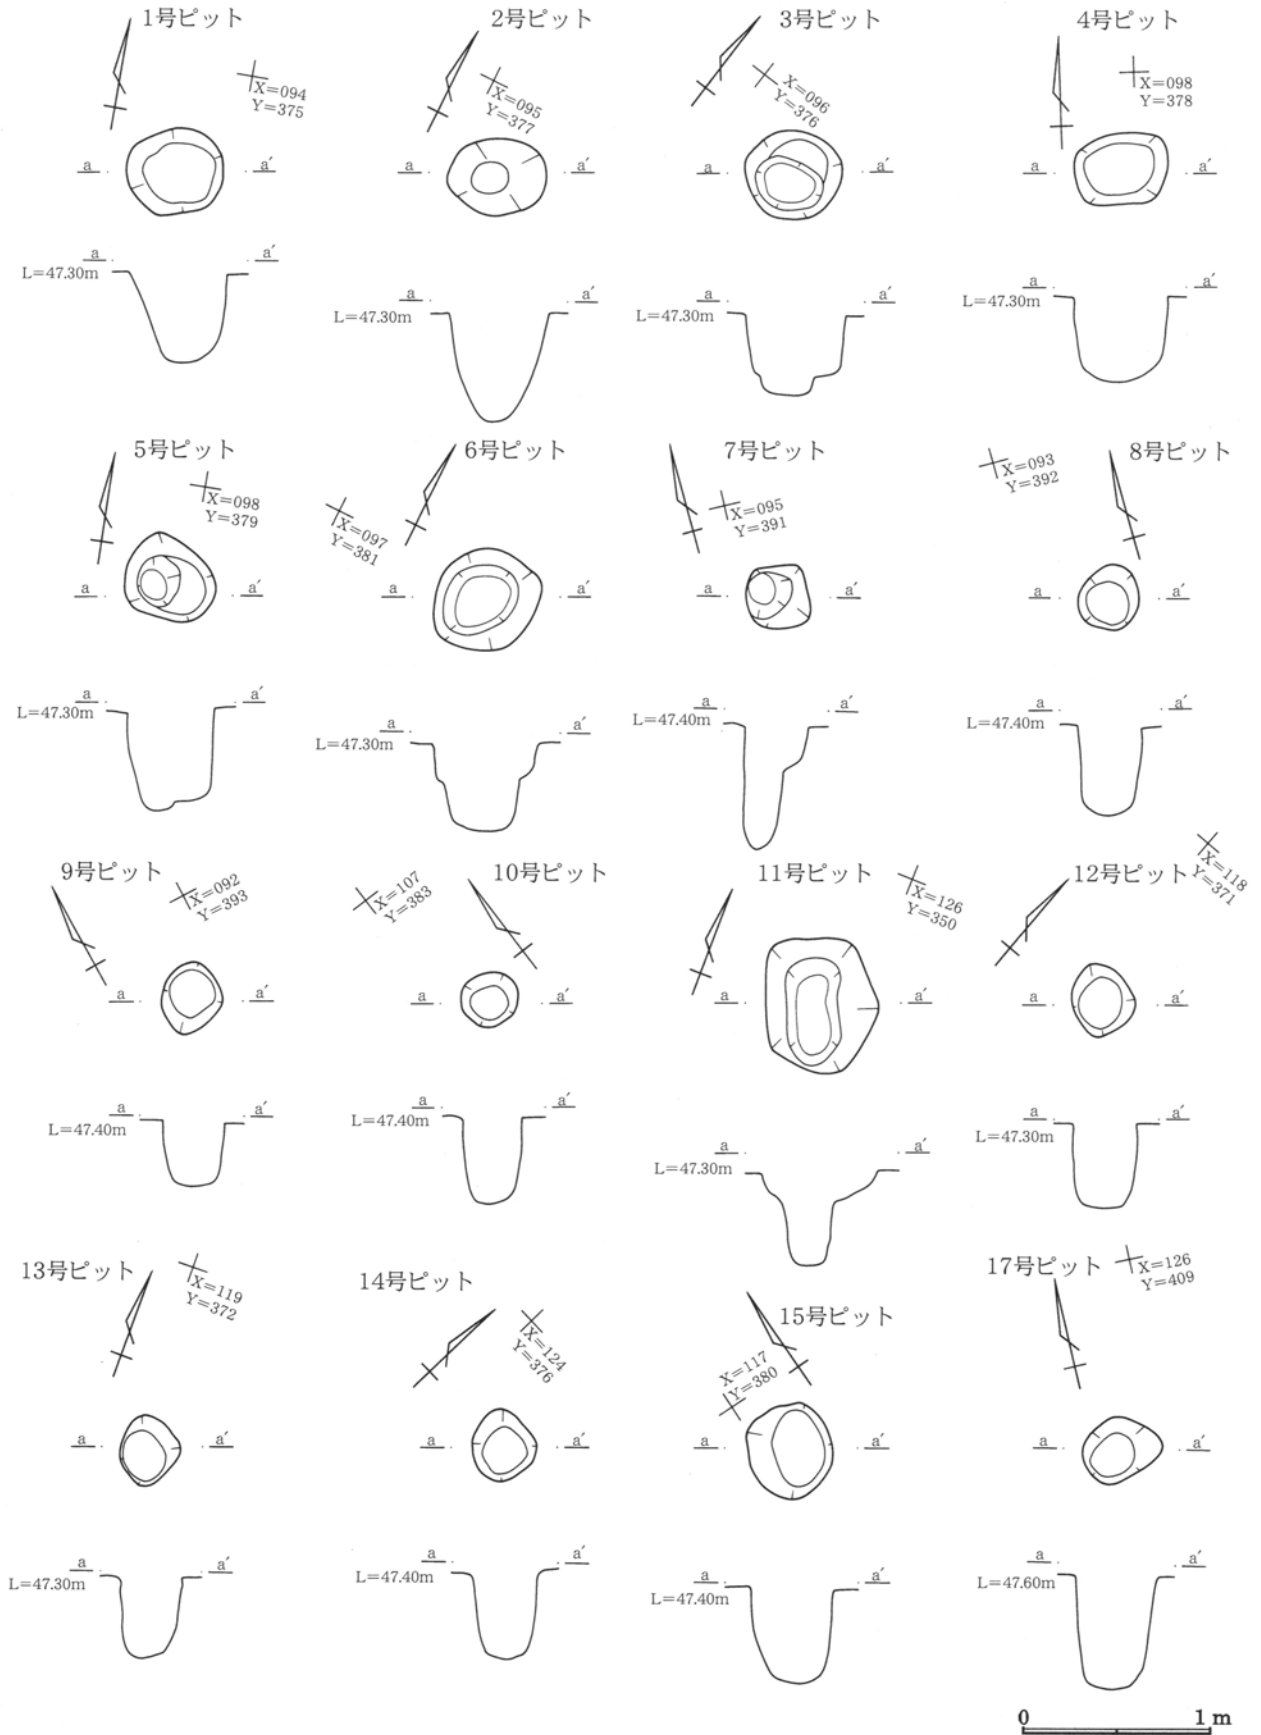 1号ピット
X=094
Y=375
a
a′
a
a′
L=47.30m
2号ピット
X=095
Y=377
a
a′
a
a′
L=47.30m
3号ピット
X=096
Y=376
a
a′
a
a′
L=47.30m
4号ピット
X=098
Y=378
a
a′
a
a′
L=47.30m
5号ピット
X=098
Y=379
a
a′
a
a′
L=47.30m
6号ピット
X=097
Y=381
a
a′
a
a′
L=47.30m
7号ピット
X=095
Y=391
a
a′
a
a′
L=47.40m
8号ピット
X=093
Y=392
a
a′
a
a′
L=47.40m
9号ピット
X=092
Y=393
a
a′
a
a′
L=47.40m
10号ピット
X=107
Y=383
a
a′
a
a′
L=47.40m
11号ピット
X=126
Y=350
a
a′
a
a′
L=47.30m
12号ピット
X=118
Y=371
a
a′
a
a′
L=47.30m
13号ピット
X=119
Y=372
a
a′
a
a′
L=47.30m
14号ピット
X=124
Y=376
a
a′
a
a′
L=47.40m
15号ピット
X=117
Y=380
a
a′
a
a′
L=47.40m
17号ピット
X=126
Y=409
a
a′
a
a′
L=47.60m
0 1m